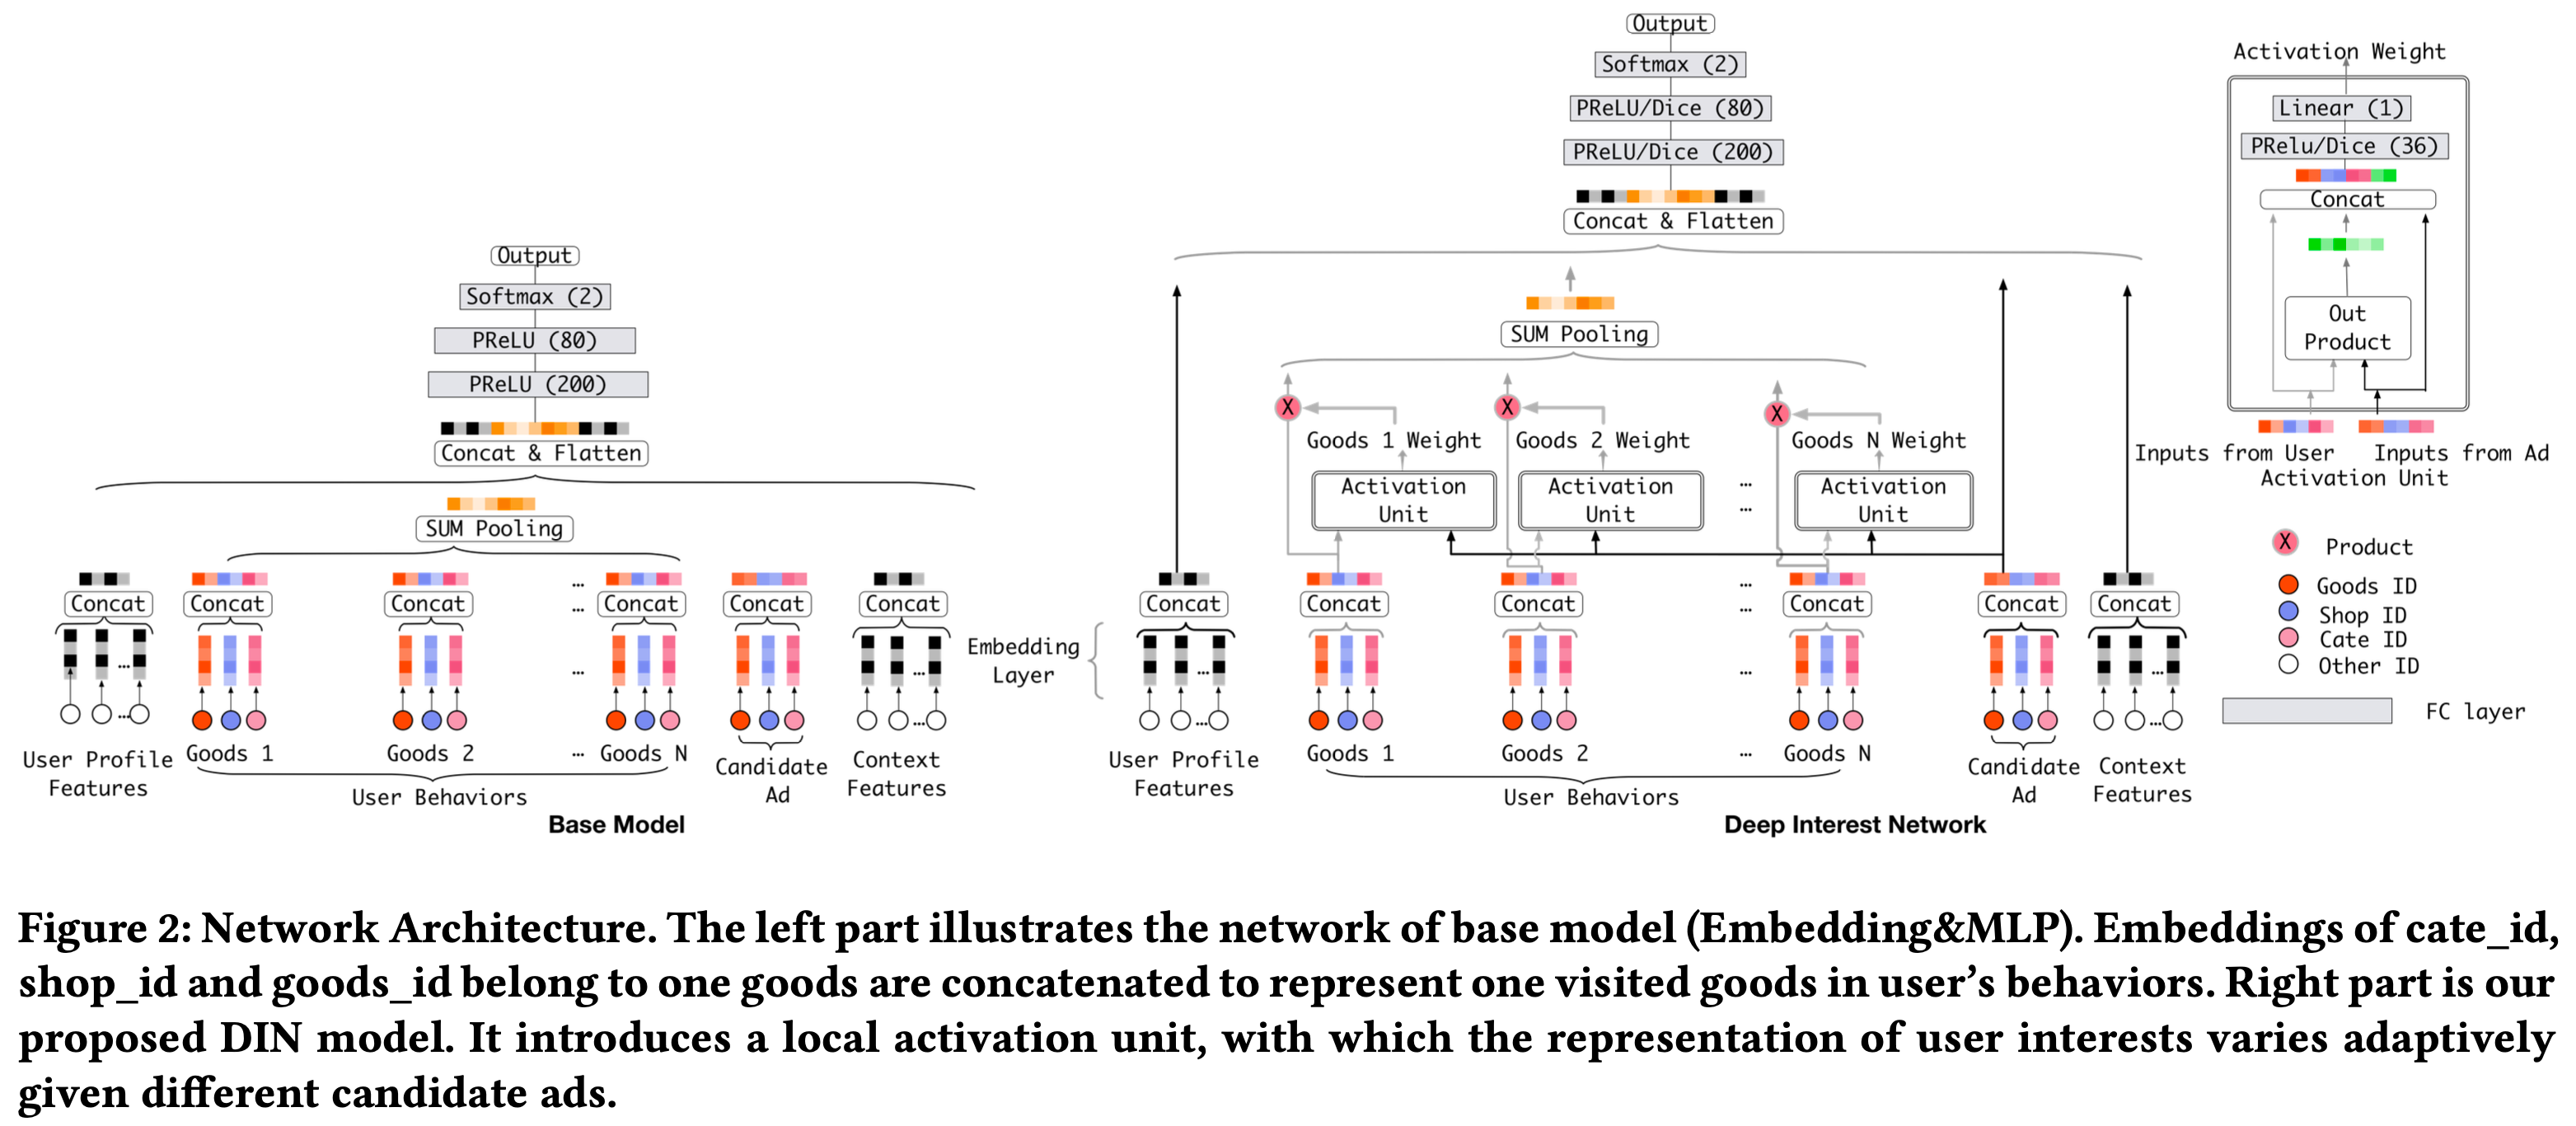 Output
Softmax (2)
PReLU (80)
PReLU (200)
Concat & Flatten
SUM Pooling
... 
Concat Concat Concat ... Concat Concat Concat
... ...
User Profile Features
Goods 1 Goods 2 ... Goods N
User Behaviors
Candidate Ad
Context Features
Base Model
Embedding Layer
Output
Softmax (2)
PReLU/Dice (80)
PReLU/Dice (200)
Concat & Flatten
SUM Pooling
X X X
Goods 1 Weight Goods 2 Weight Goods N Weight
Activation Unit Activation Unit ... ... Activation Unit
...
Concat Concat Concat ... Concat Concat Concat
... ... ...
User Profile Features
Goods 1 Goods 2 ... Goods N
User Behaviors
Candidate Ad
Context Features
Deep Interest Network
Activation Weight
Linear (1)
PRelu/Dice (36)
Concat
Out
Product
Inputs from User Inputs from Ad
Activation Unit
X Product
Goods ID
Shop ID
Cate ID
Other ID
FC layer
Figure 2: Network Architecture. The left part illustrates the network of base model (Embedding&MLP). Embeddings of cate_id,
shop_id and goods_id belong to one goods are concatenated to represent one visited goods in user's behaviors. Right part is our
proposed DIN model. It introduces a local activation unit, with which the representation of user interests varies adaptively
given different candidate ads.